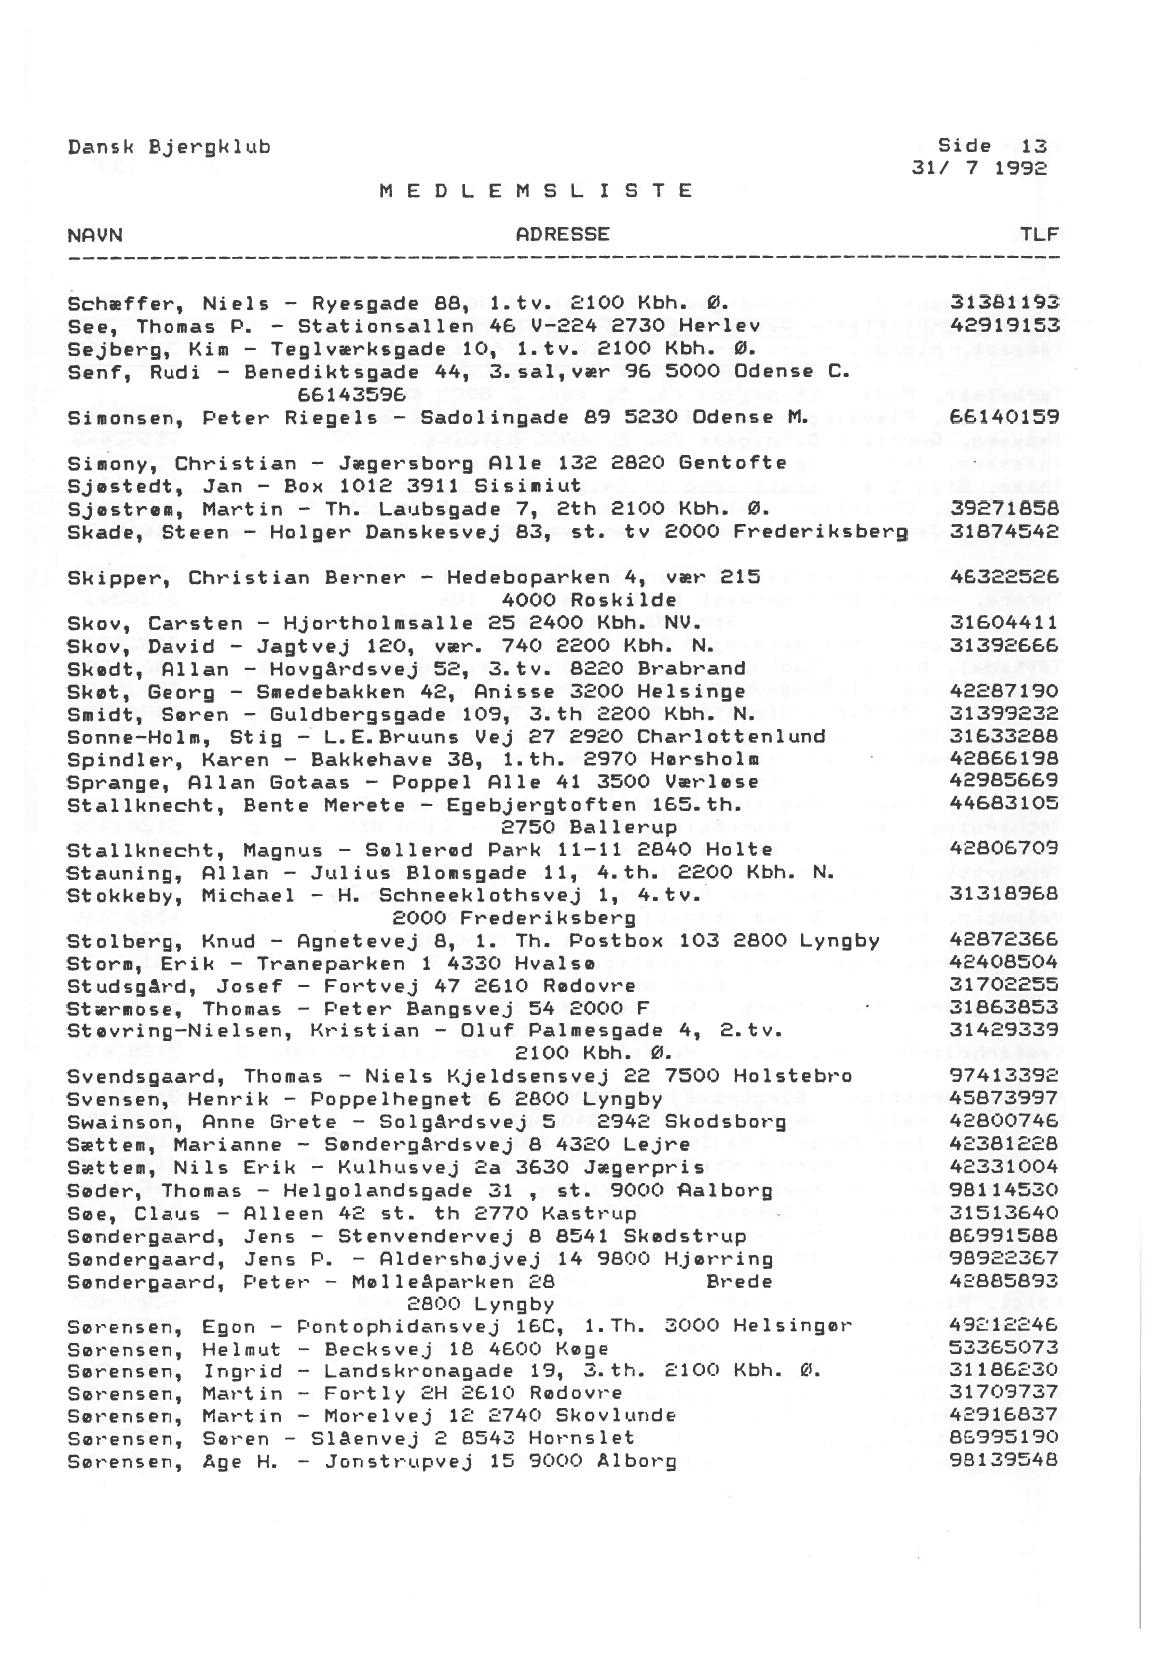 Dansk Bjergklub Side 13
31/ 7 1992
M E D L E M S L I S T E
NAVN ADRESSE TLF
Schæffer, Niels - Ryesgade 88, 1.tv. 2100 Kbh. Ø. 31381193
See, Thomas P. - Stationsallen 46 V-224 2730 Herlev 42919153
Sejberg, Kim - Teglværksgade 10, 1.tv. 2100 Kbh. Ø.
Senf, Rudi - Benediktsgade 44, 3.sal,vær 96 5000 Odense C.
66143596
Simonsen, Peter Riegels - Sadolingade 89 5230 Odense M. 66140159
Simony, Christian - Jægersborg Alle 132 2820 Gentofte
Sjøstedt, Jan - Box 1012 3911 Sisimiut
Sjøstrøm, Martin - Th. Laubsgade 7, 2th 2100 Kbh. Ø. 39271858
Skade, Steen - Holger Danskesvej 83, st. tv 2000 Frederiksberg 31874542
Skipper, Christian Berner - Hedeboparken 4, vær 215 46322526
4000 Roskilde
Skov, Carsten - Hjortholmsalle 25 2400 Kbh. NV. 31604411
Skov, David - Jagtvej 120, vær. 740 2200 Kbh. N. 31392666
Skødt, Allan - Hovgårdsvej 52, 3.tv. 8220 Brabrand
Skøt, Georg - Smedebakken 42, Anisse 3200 Helsinge 42287190
Smidt, Søren - Guldbergsgade 109, 3.th 2200 Kbh. N. 31399232
Sonne-Holm, Stig - L.E.Bruuns Vej 27 2920 Charlottenlund 31633288
Spindler, Karen - Bakkehave 38, 1.th. 2970 Hørsholm 42866198
Sprange, Allan Gotaas - Poppel Alle 41 3500 Værløse 42985669
Stallknecht, Bente Merete - Egebjergtoften 165.th. 44683105
2750 Ballerup
Stallknecht, Magnus - Søllerød Park 11-11 2840 Holte 42806709
Stauning, Allan - Julius Blomsgade 11, 4.th. 2200 Kbh. N.
Stokkeby, Michael - H. Schneeklothsvej 1, 4.tv. 31318968
2000 Frederiksberg
Stolberg, Knud - Agnetevej 8, 1. Th. Postbox 103 2800 Lyngby 42872366
Storm, Erik - Traneparken 1 4330 Hvalsø 42408504
Studsgård, Josef - Fortvej 47 2610 Rødovre 31702255
Stærmose, Thomas - Peter Bangsvej 54 2000 F 31863853
Støvring-Nielsen, Kristian - Oluf Palmesgade 4, 2.tv. 31429339
2100 Kbh. Ø.
Svendsgaard, Thomas - Niels Kjeldsensvej 22 7500 Holstebro 97413392
Svensen, Henrik - Poppelhegnet 6 2800 Lyngby 45873997
Swainson, Anne Grete - Solgårdsvej 5 2942 Skodsborg 42800746
Sættem, Marianne - Søndergårdsvej 8 4320 Lejre 42381228
Sættem, Nils Erik - Kulhusvej 2a 3630 Jægerpris 42331004
Søder, Thomas - Helgolandsgade 31 , st. 9000 Aalborg 98114530
Søe, Claus - Alleen 42 st. th 2770 Kastrup 31513640
Søndergaard, Jens - Stenvendervej 8 8541 Skødstrup 86991588
Søndergaard, Jens P. - Aldershøjvej 14 9800 Hjørring 98922367
Søndergaard, Peter - Mølleåparken 28 Brede 42885893
2800 Lyngby
Sørensen, Egon - Pontophidansvej 16C, 1.Th. 3000 Helsingør 49212246
Sørensen, Helmut - Becksvej 18 4600 Køge 53365073
Sørensen, Ingrid - Landskronagade 19, 3.th. 2100 Kbh. Ø. 31186230
Sørensen, Martin - Fortly 2H 2610 Rødovre 31709737
Sørensen, Martin - Morelvej 12 2740 Skovlunde 42916837
Sørensen, Søren - Slåenvej 2 8543 Hornslet 86995190
Sørensen, Åge H. - Jonstrupvej 15 9000 Ålborg 98139548